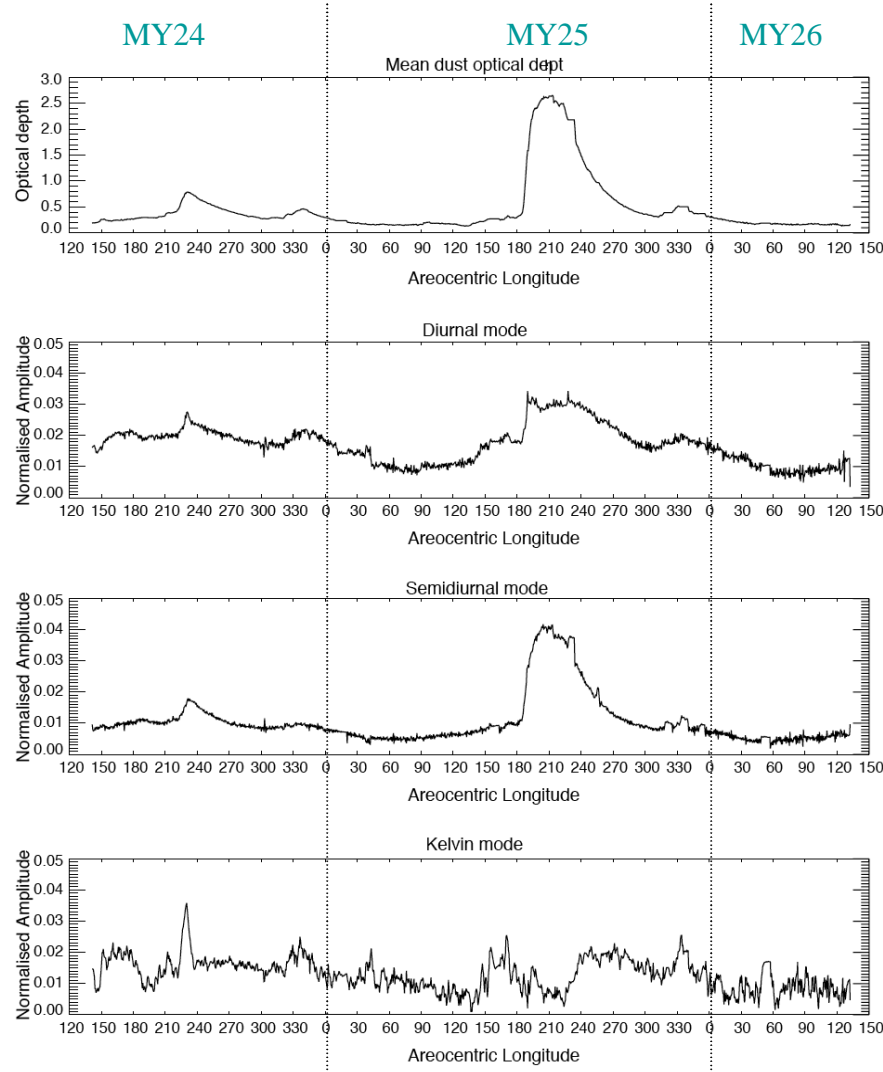 MY24 MY25 MY26
Mean dust optical dept
h
Optical depth
3.0
2.5
2.0
1.5
1.0
0.5
0.0
120 150 180 210 240 270 300 330 0 30 60 90 120 150 180 210 240 270 300 330 0 30 60 90 120 150
Areocentric Longitude
Diurnal mode
Normalised Amplitude
0.05
0.04
0.03
0.02
0.01
0.00
120 150 180 210 240 270 300 330 0 30 60 90 120 150 180 210 240 270 300 330 0 30 60 90 120 150
Areocentric Longitude
Semidiurnal mode
Normalised Amplitude
0.05
0.04
0.03
0.02
0.01
0.00
120 150 180 210 240 270 300 330 0 30 60 90 120 150 180 210 240 270 300 330 0 30 60 90 120 150
Areocentric Longitude
Kelvin mode
Normalised Amplitude
0.05
0.04
0.03
0.02
0.01
0.00
120 150 180 210 240 270 300 330 0 30 60 90 120 150 180 210 240 270 300 330 0 30 60 90 120 150
Areocentric Longitude